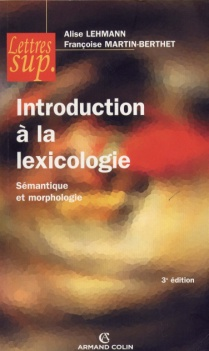 Lettres
sup.
Alise LEHMANN
Françoise MARTIN-BERTHET
Introduction
à la
lexicologie
Sémantique
et morphologie
3e édition
ARMAND COLIN